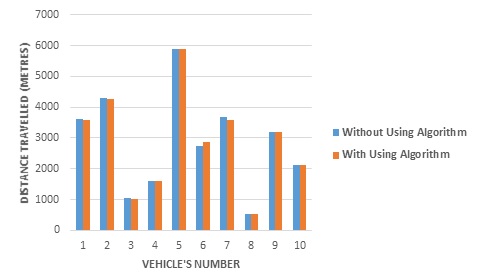 7000
6000
5000
4000
3000
2000
1000
0
DISTANCE TRAVELLED (METRES)
1 2 3 4 5 6 7 8 9 10
VEHICLE'S NUMBER
Without Using Algorithm
With Using Algorithm